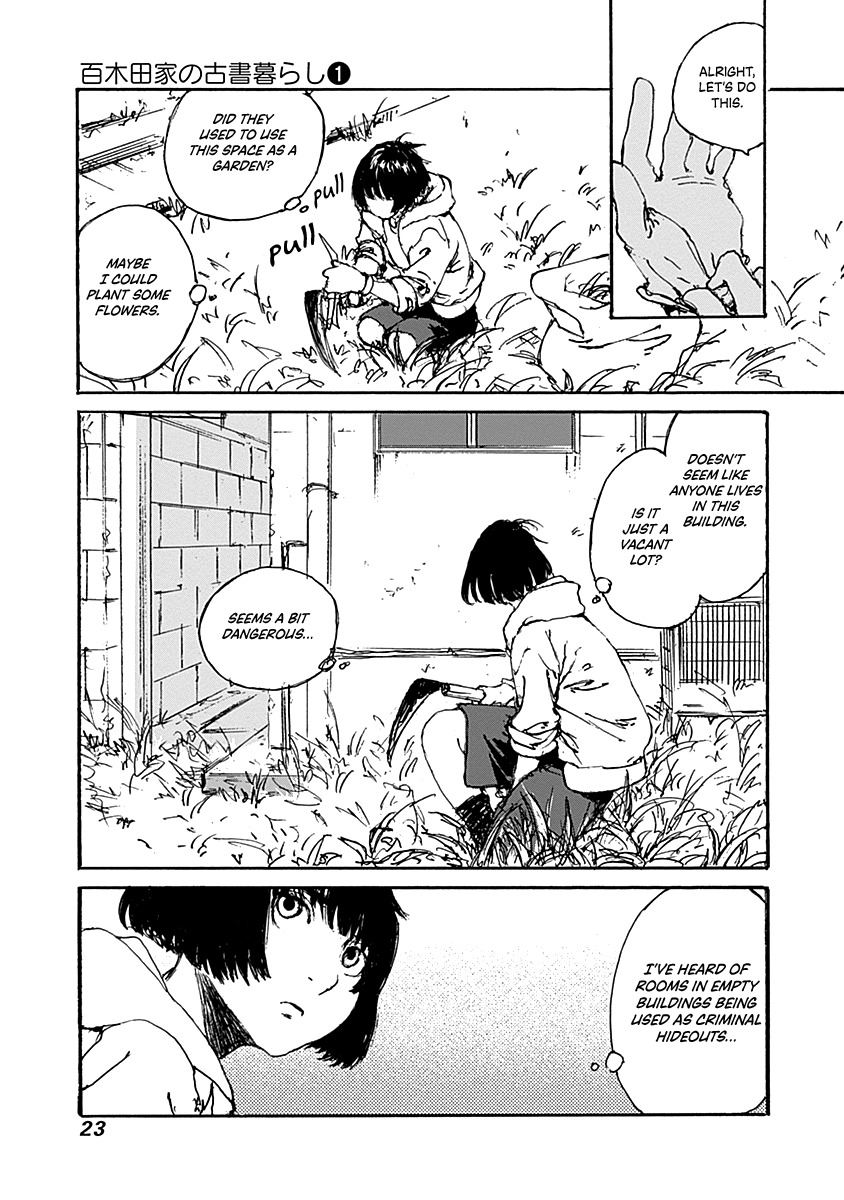 百木田家の古書暮らし❶
ALRIGHT,
LET'S DO
THIS.
DID THEY
USED TO USE
THIS SPACE AS A
GARDEN?
pull
pull
MAYBE
I COULD
PLANT SOME
FLOWERS.
DOESN'T
SEEM LIKE
ANYONE LIVES
IN THIS
BUILDING.
IS IT
JUST A
VACANT
LOT?
SEEMS A BIT
DANGEROUS...
I'VE HEARD OF
ROOMS IN EMPTY
BUILDINGS BEING
USED AS CRIMINAL
HIDEOUTS...
23